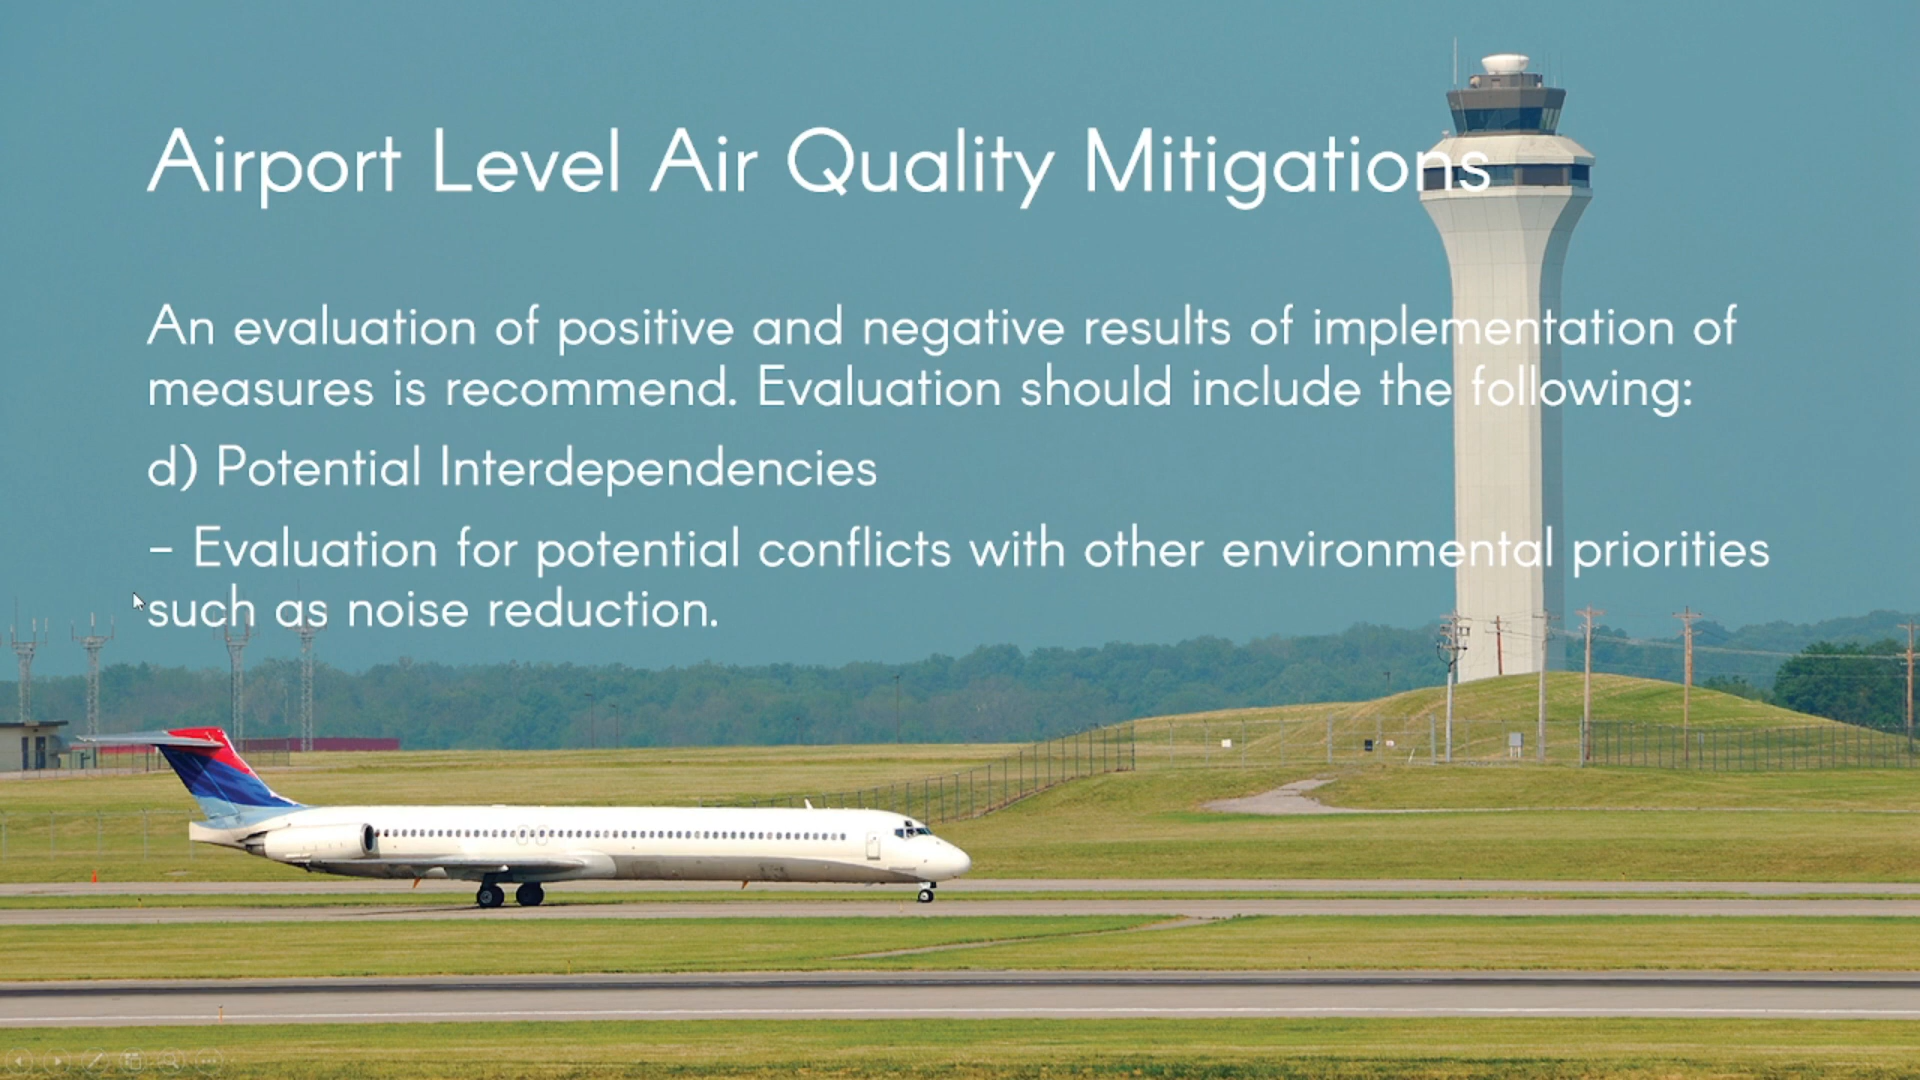 Airport Level Air Quality Mitigations
An evaluation of positive and negative results of implementation of
measures is recommend. Evaluation should include the following:
d) Potential Interdependencies
– Evaluation for potential conflicts with other environmental priorities
such as noise reduction.